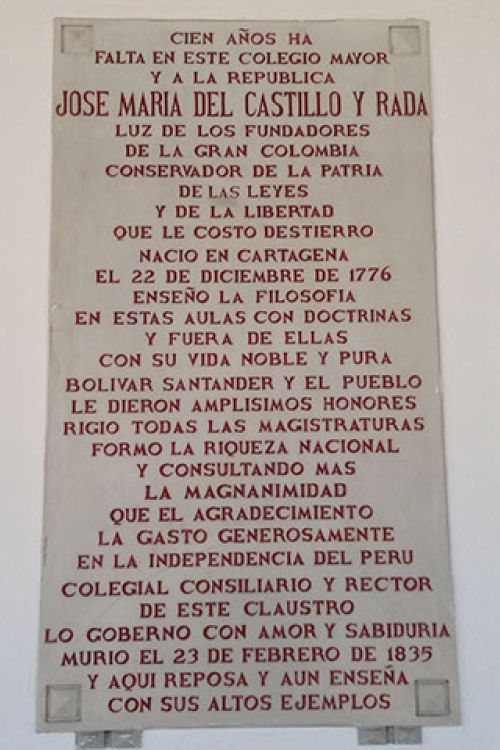 CIEN AÑOS HA
FALTA EN ESTE COLEGIO MAYOR
Y A LA REPUBLICA
JOSE MARIA DEL CASTILLO Y RADA
LUZ DE LOS FUNDADORES
DE LA GRAN COLOMBIA
CONSERVADOR DE LA PATRIA
DE LAS LEYES
Y DE LA LIBERTAD
QUE LE COSTO DESTIERRO
NACIO EN CARTAGENA
EL 22 DE DICIEMBRE DE 1776
ENSEÑO LA FILOSOFIA
EN ESTAS AULAS CON DOCTRINAS
Y FUERA DE ELLAS
CON SU VIDA NOBLE Y PURA
BOLIVAR SANTANDER Y EL PUEBLO
LE DIERON AMPLISIMOS HONORES
RIGIO TODAS LAS MAGISTRATURAS
FORMO LA RIQUEZA NACIONAL
Y CONSULTANDO MAS
LA MAGNANIMIDAD
QUE EL AGRADECIMIENTO
LA GASTO GENEROSAMENTE
EN LA INDEPENDENCIA DEL PERU
COLEGIAL CONSILIARIO Y RECTOR
DE ESTE CLAUSTRO
LO GOBERNO CON AMOR Y SABIDURIA
MURIO EL 23 DE FEBRERO DE 1835
Y AQUI REPOSA Y AUN ENSEÑA
CON SUS ALTOS EJEMPLOS